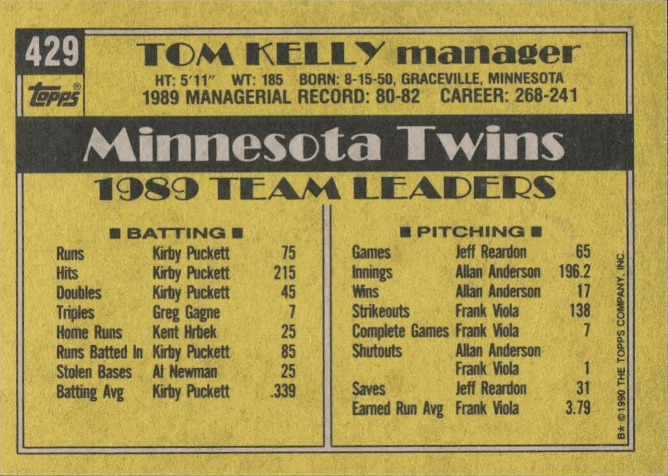 429
topps®
TOM KELLY manager
HT: 5'11" WT: 185 BORN: 8-15-50, GRACEVILLE, MINNESOTA
1989 MANAGERIAL RECORD: 80-82 CAREER: 268-241
Minnesota Twins
1989 TEAM LEADERS
■ BATTING ■
Runs Kirby Puckett 75
Hits Kirby Puckett 215
Doubles Kirby Puckett 45
Triples Greg Gagne 7
Home Runs Kent Hrbek 25
Runs Batted In Kirby Puckett 85
Stolen Bases Al Newman 25
Batting Avg Kirby Puckett .339
■ PITCHING ■
Games Jeff Reardon 65
Innings Allan Anderson 196.2
Wins Allan Anderson 17
Strikeouts Frank Viola 138
Complete Games Frank Viola 7
Shutouts Allan Anderson
Frank Viola 1
Saves Jeff Reardon 31
Earned Run Avg Frank Viola 3.79
B* ©1990 THE TOPPS COMPANY, INC.